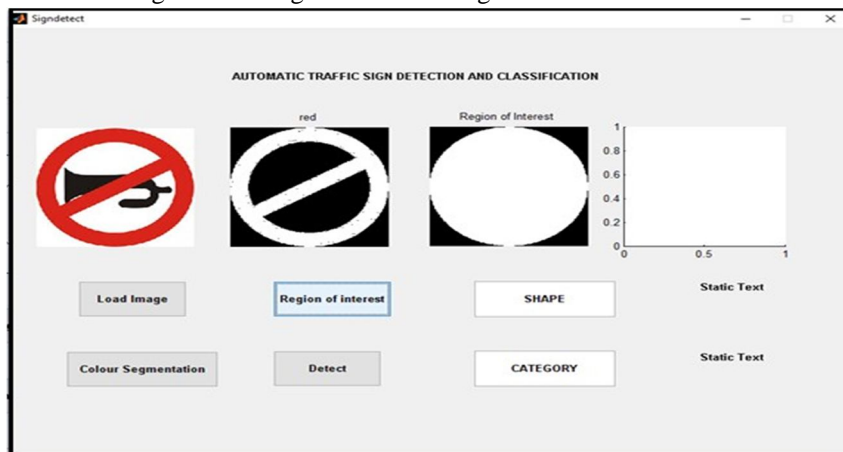 Signdetect
AUTOMATIC TRAFFIC SIGN DETECTION AND CLASSIFICATION
red
Region of Interest
1
0.8
0.6
0.4
0.2
0
0 0.5 1
Load Image
Region of interest
SHAPE
Static Text
Colour Segmentation
Detect
CATEGORY
Static Text